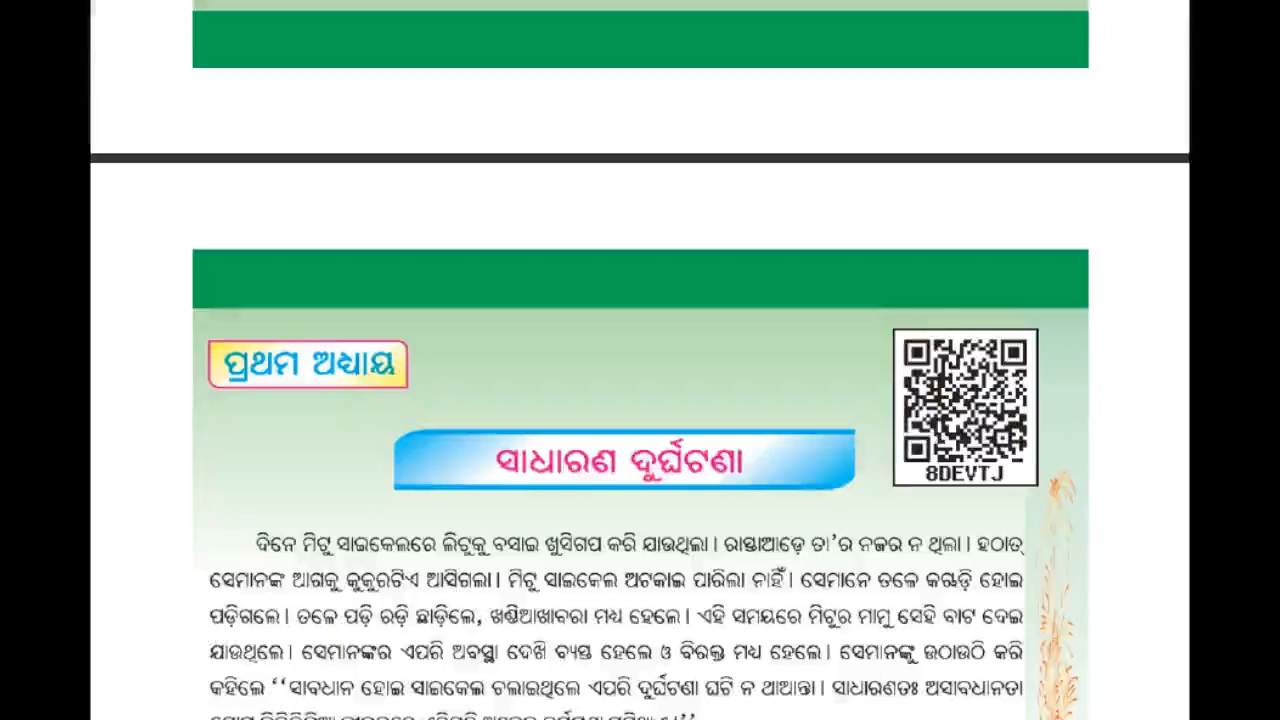 ପ୍ରଥମ ଅଧ୍ୟାୟ
8DEVTJ
ସାଧାରଣ ଦୁର୍ଘଟଣା
ଦିନେ ମିଟୁ ସାଇକେଲରେ ଲିଟୁକୁ ବସାଇ ଖୁସିଗପ କରି ଯାଉଥିଲା । ରାସ୍ତାଆଡ଼େ ତା’ର ନଜର ନ ଥିଲା । ହଠାତ୍
ସେମାନଙ୍କ ଆଗକୁ କୁକୁରଟିଏ ଆସିଗଲା । ମିଟୁ ସାଇକେଲ ଅଟକାଇ ପାରିଲା ନାହିଁ । ସେମାନେ ତଳେ କଚାଡ଼ି ହୋଇ
ପଡ଼ିଗଲେ । ତଳେ ପଡ଼ି ରଡ଼ି ଛାଡ଼ିଲେ, ଖଣ୍ଡିଆଖାବରା ମଧ୍ୟ ହେଲେ । ଏହି ସମୟରେ ମିଟୁର ମାମୁ ସେହି ବାଟ ଦେଇ
ଯାଉଥିଲେ । ସେମାନଙ୍କର ଏପରି ଅବସ୍ଥା ଦେଖି ବ୍ୟସ୍ତ ହେଲେ ଓ ବିରକ୍ତ ମଧ୍ୟ ହେଲେ । ସେମାନଙ୍କୁ ଉଠାଉଠି କରି
କହିଲେ ‘‘ସାବଧାନ ହୋଇ ସାଇକେଲ ଚଲାଇଥିଲେ ଏପରି ଦୁର୍ଘଟଣା ଘଟି ନ ଥାଆନ୍ତା । ସାଧାରଣତଃ ଅସାବଧାନତା